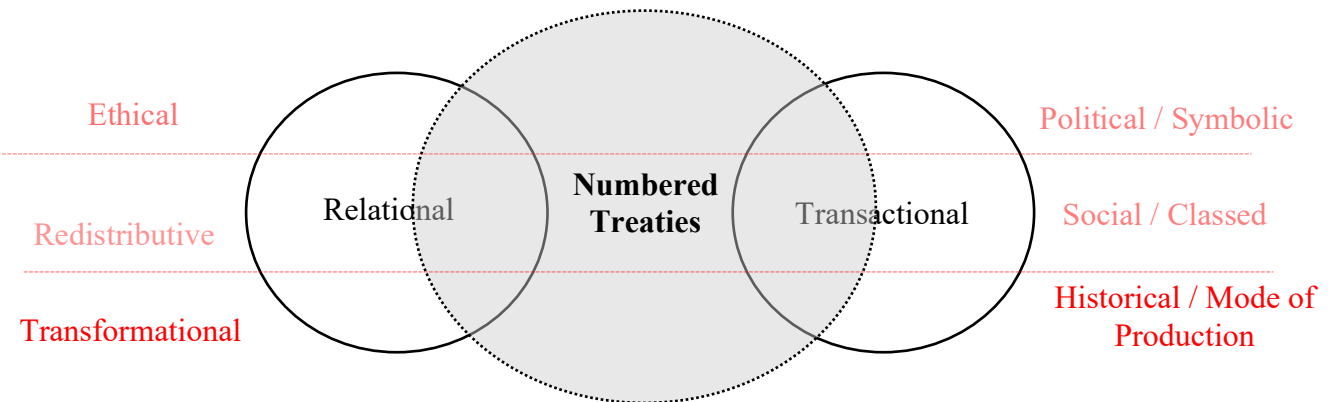 Ethical
Political / Symbolic
Numbered
Treaties
Relational
Transactional
Social / Classed
Redistributive
Transformational
Historical / Mode of
Production